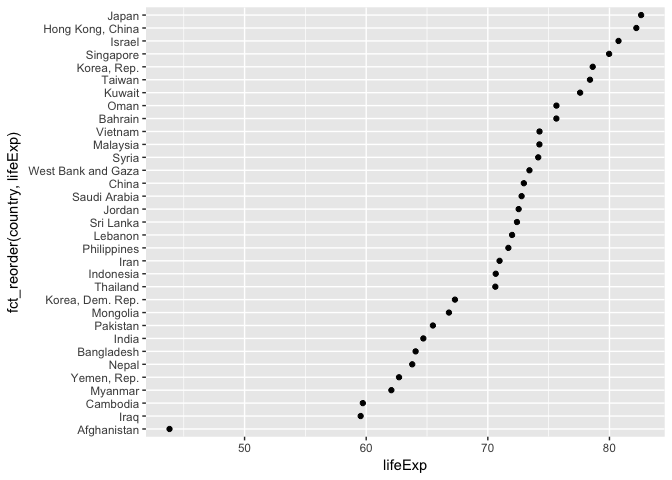 Japan
Hong Kong, China
Israel
Singapore
Korea, Rep.
Taiwan
Kuwait
Oman
Bahrain
Vietnam
Malaysia
Syria
West Bank and Gaza
China
Saudi Arabia
Jordan
Sri Lanka
Lebanon
Philippines
Iran
Indonesia
Thailand
Korea, Dem. Rep.
Mongolia
Pakistan
India
Bangladesh
Nepal
Yemen, Rep.
Myanmar
Cambodia
Iraq
Afghanistan
fct_reorder(country, lifeExp)
50 60 70 80
lifeExp